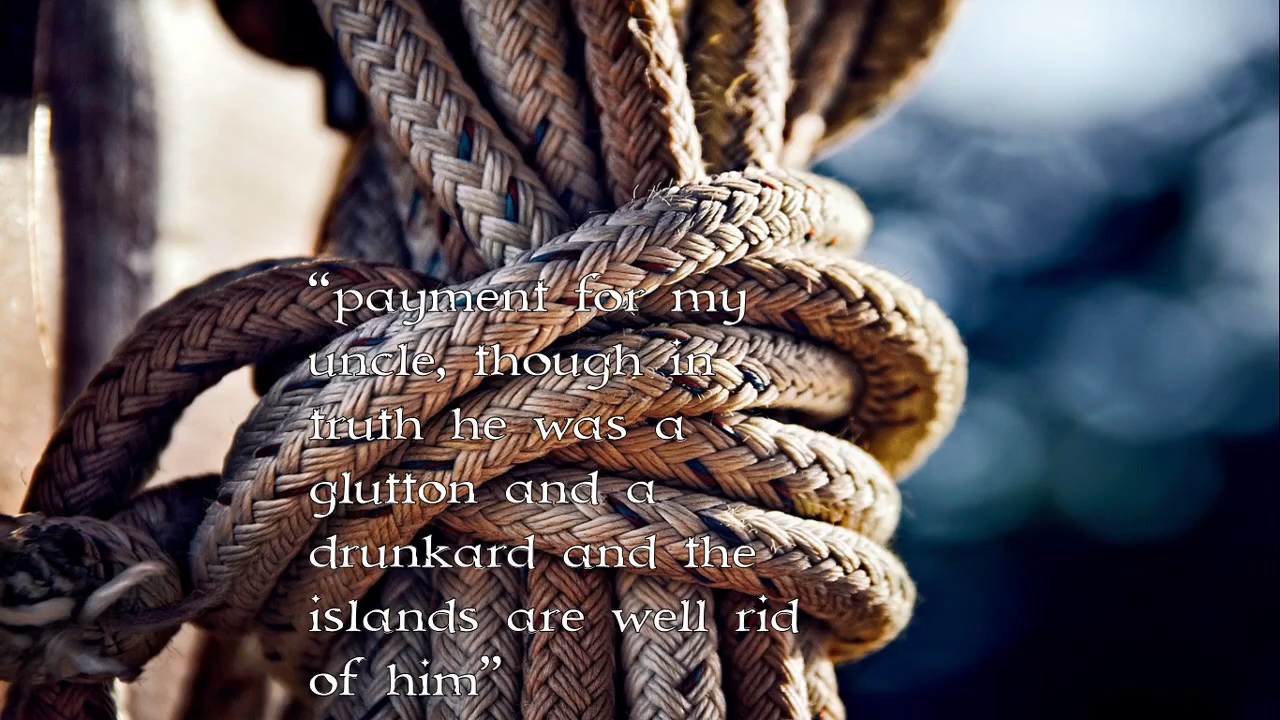 “payment for my
uncle, though in
truth he was a
glutton and a
drunkard and the
islands are well rid
of him”